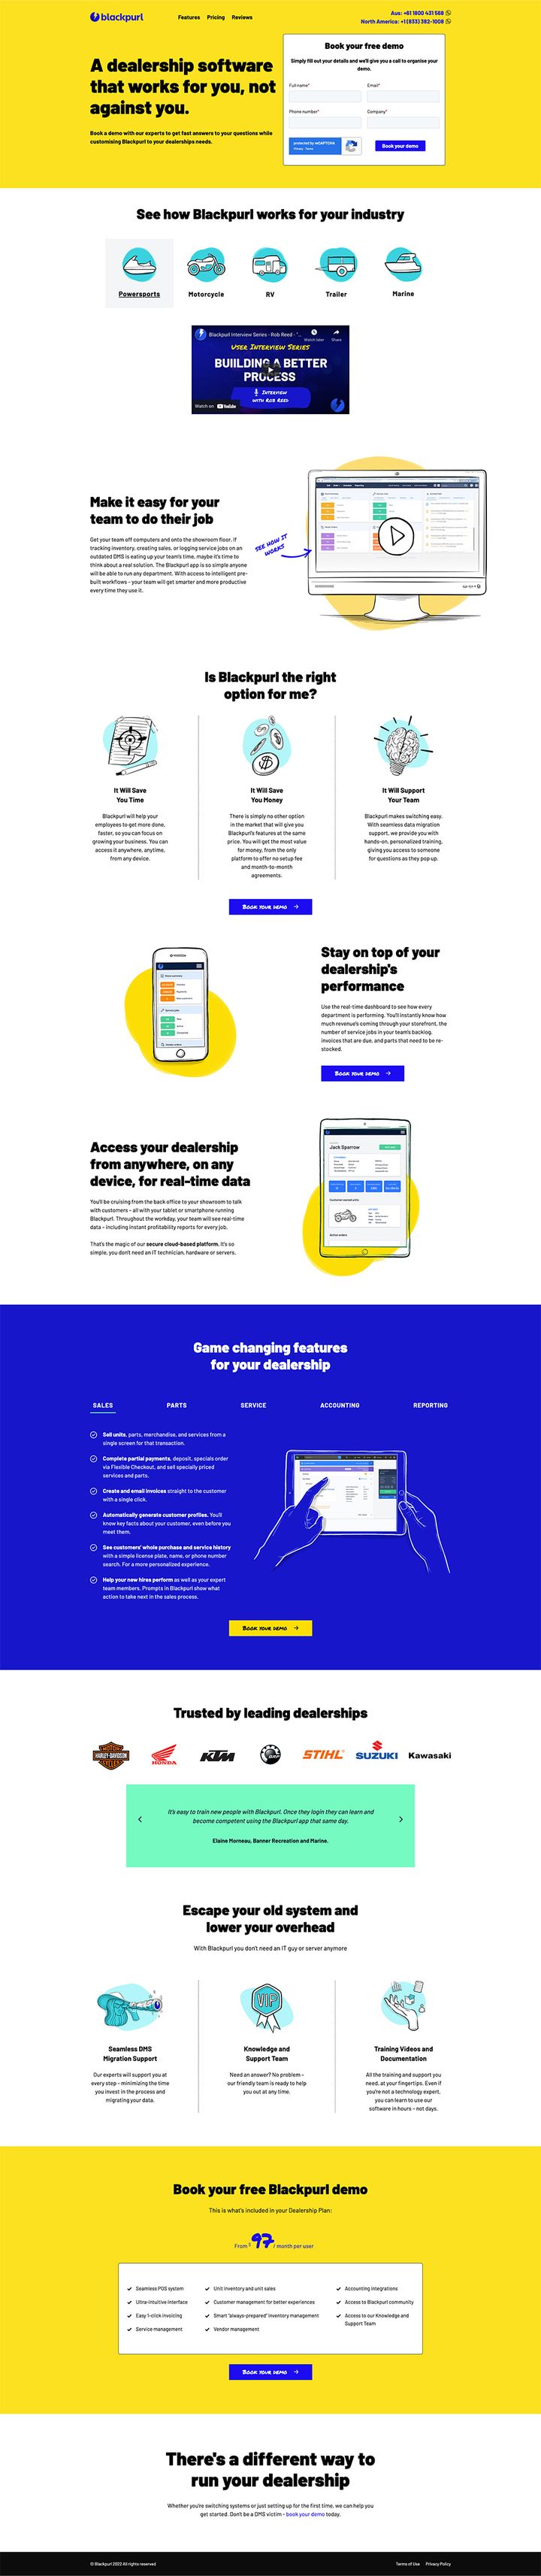 blackpurl
Features Pricing Reviews
Aus: +61 1800 431 568
North America: +1 (833) 382-1008
A dealership software
that works for you, not
against you.
Book a demo with our experts to get fast answers to your questions while
customising Blackpurl to your dealerships needs.
Book your free demo
Simply fill out your details and we'll give you a call to organise your
demo.
Full name* Email*
Phone number* Company*
protected by reCAPTCHA
Privacy - Terms
Book your demo
See how Blackpurl works for your industry
Powersports Motorcycle RV Trailer Marine
Blackpurl Interview Series - Rob Reed - "...
Watch later Share
USER INTERVIEW SERIES
BUILDING A BETTER
PROCESS
INTERVIEW
WITH ROB REED
Watch on YouTube
Make it easy for your
team to do their job
Get your team off computers and onto the showroom floor. If
tracking inventory, creating sales, or logging service jobs on an
outdated DMS is eating up your team's time, maybe it's time to
think about a real solution. The Blackpurl app is so simple anyone
will be able to run any department. With access to intelligent pre-
built workflows - your team will get smarter and more productive
every time they use it.
SEE HOW IT
WORKS
Is Blackpurl the right
option for me?
It Will Save
You Time
Blackpurl will help your
employees to get more done,
faster, so you can focus on
growing your business. You can
access it anywhere, anytime,
from any device.
It Will Save
You Money
There is simply no other option
in the market that will give you
Blackpurl's features at the same
price. You will get the most value
for money, from the only
platform to offer no setup fee
and month-to-month
agreements.
It Will Support
Your Team
Blackpurl makes switching easy.
With seamless data migration
support, we provide you with
hands-on, personalized training,
giving you access to someone
for questions as they pop up.
BOOK YOUR DEMO →
Stay on top of your
dealership's
performance
Use the real-time dashboard to see how every
department is performing. You'll instantly know how
much revenue's coming through your storefront, the
number of service jobs in your team's backlog,
invoices that are due, and parts that need to be re-
stocked.
BOOK YOUR DEMO →
Access your dealership
from anywhere, on any
device, for real-time data
You'll be cruising from the back office to your showroom to talk
with customers - all with your tablet or smartphone running
Blackpurl. Throughout the workday, your team will see real-time
data - including instant profitability reports for every job.
That's the magic of our secure cloud-based platform. It's so
simple, you don't need an IT technician, hardware or servers.
Jack Sparrow
Game changing features
for your dealership
SALES PARTS SERVICE ACCOUNTING REPORTING
Sell units, parts, merchandise, and services from a
single screen for that transaction.
Complete partial payments, deposit, specials order
via Flexible Checkout, and sell specially priced
services and parts.
Create and email invoices straight to the customer
with a single click.
Automatically generate customer profiles. You'll
know key facts about your customer, even before you
meet them.
See customers' whole purchase and service history
with a simple license plate, name, or phone number
search. For a more personalized experience.
Help your new hires perform as well as your expert
team members. Prompts in Blackpurl show what
action to take next in the sales process.
BOOK YOUR DEMO →
Trusted by leading dealerships
MOTOR HARLEY-DAVIDSON CYCLES HONDA KTM brp STIHL SUZUKI Kawasaki
It's easy to train new people with Blackpurl. Once they login they can learn and
become competent using the Blackpurl app that same day.
Elaine Morneau, Banner Recreation and Marine.
Escape your old system and
lower your overhead
With Blackpurl you don't need an IT guy or server anymore
Seamless DMS
Migration Support
Our experts will support you at
every step - minimizing the time
you invest in the process and
migrating your data.
VIP
Knowledge and
Support Team
Need an answer? No problem -
our friendly team is ready to help
you out at any time.
Training Videos and
Documentation
All the training and support you
need, at your fingertips. Even if
you're not a technology expert,
you can learn to use our
software in hours - not days.
Book your free Blackpurl demo
This is what's included in your Dealership Plan:
From $97 / month per user
Seamless POS system
Ultra-intuitive interface
Easy 1-click invoicing
Service management
Unit inventory and unit sales
Customer management for better experiences
Smart "always-prepared" inventory management
Vendor management
Accounting integrations
Access to Blackpurl community
Access to our Knowledge and
Support Team
BOOK YOUR DEMO →
There's a different way to
run your dealership
Whether you're switching systems or just setting up for the first time, we can help you
get started. Don't be a DMS victim - book your demo today.
© Blackpurl 2022 All rights reserved
Terms of Use Privacy Policy